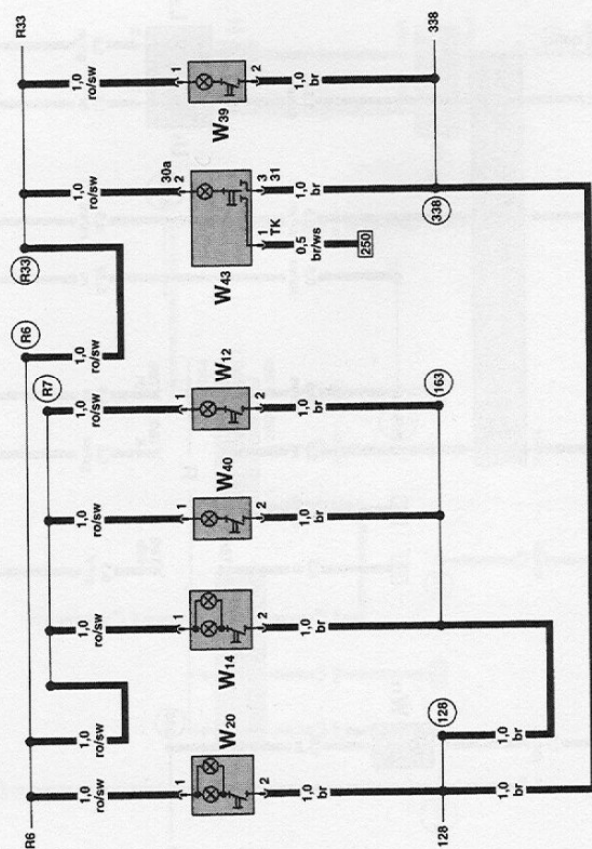 R6
R6
R33
R33
R7
1,0 1,0 1,0 1,0 1,0 1,0 1,0 1,0
ro/sw ro/sw ro/sw ro/sw ro/sw ro/sw ro/sw ro/sw
30a
1 1 1 1 2 1
W20 W14 W40 W12 W43 W39
2 2 2 2 1 TK 3 31 2
1,0 1,0 1,0 1,0 0,5 1,0 1,0
br br br br br/ws br br
250
128
128
163
338
338
1,0 1,0
br br